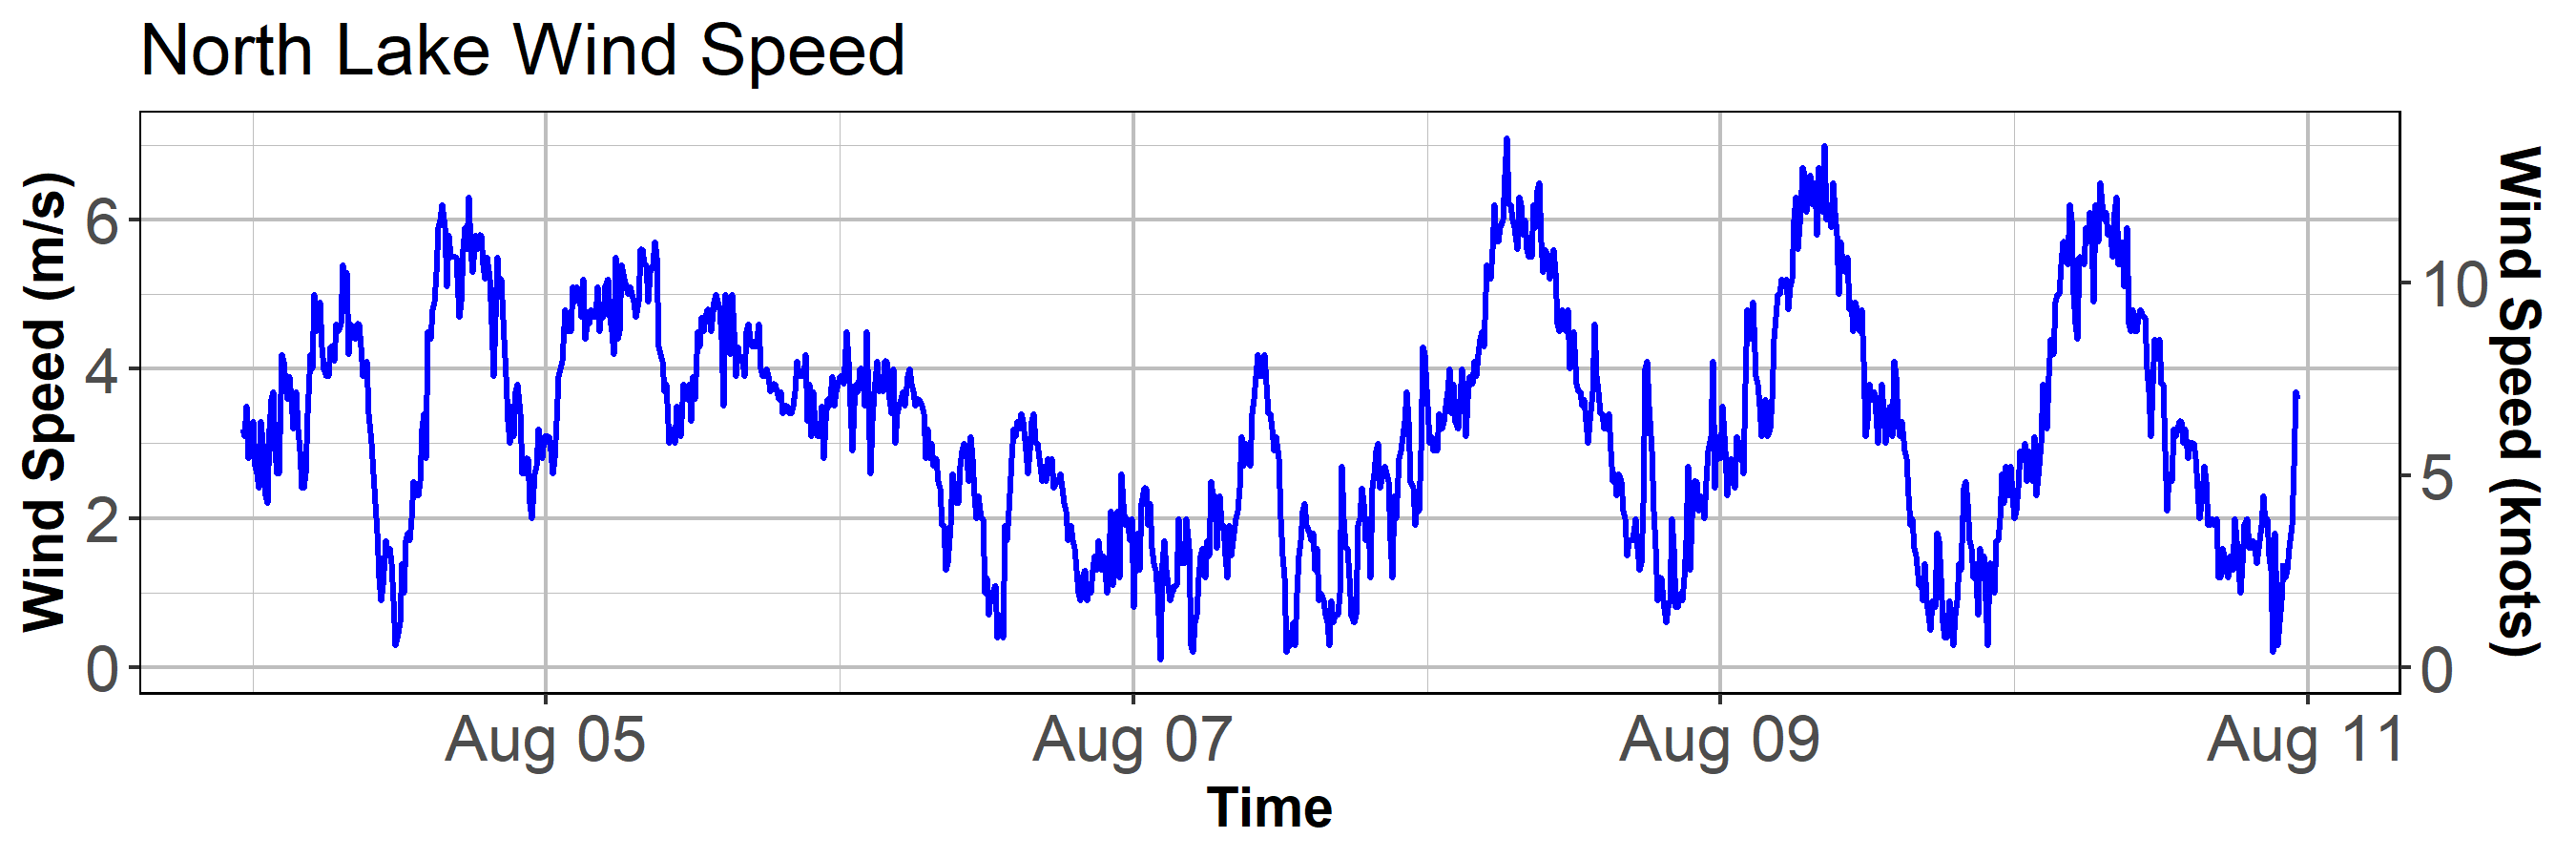 North Lake Wind Speed
Wind Speed (m/s)
6
4
2
0
Wind Speed (knots)
10
5
0
Aug 05
Aug 07
Aug 09
Aug 11
Time